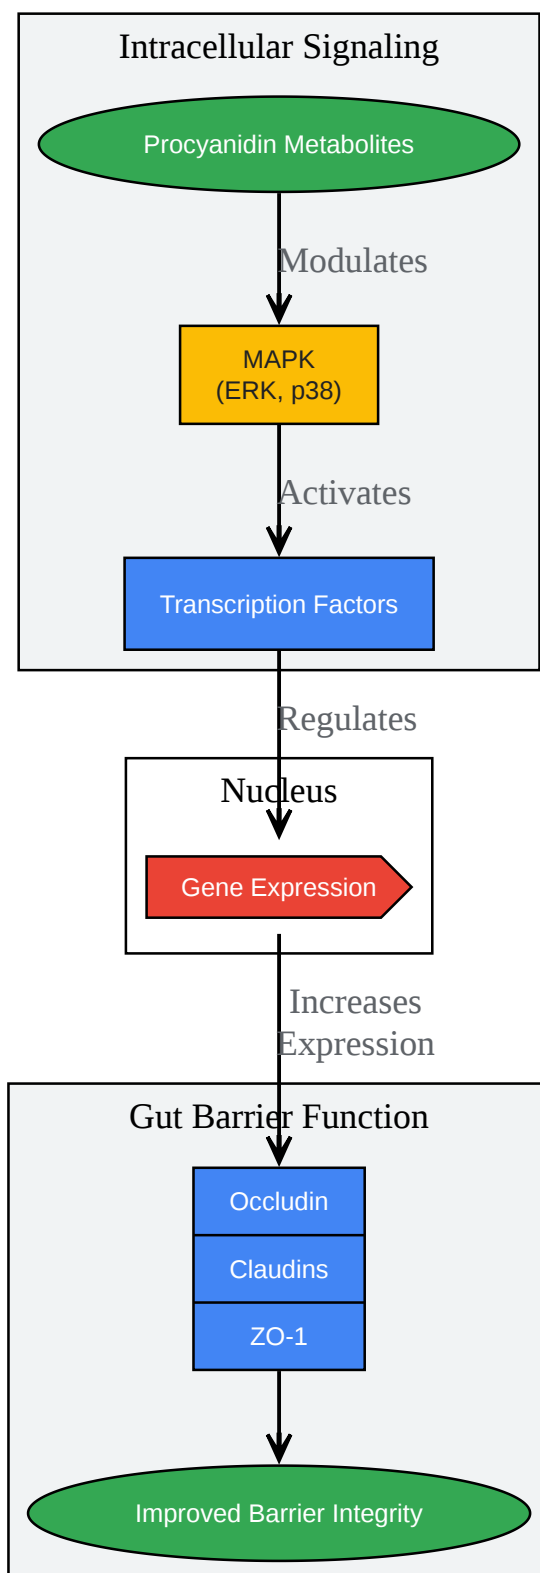 Intracellular Signaling
Procyanidin Metabolites
Modulates
MAPK
(ERK, p38)
Activates
Transcription Factors
Regulates
Nucleus
Gene Expression
Increases
Expression
Gut Barrier Function
Occludin
Claudins
ZO-1
Improved Barrier Integrity